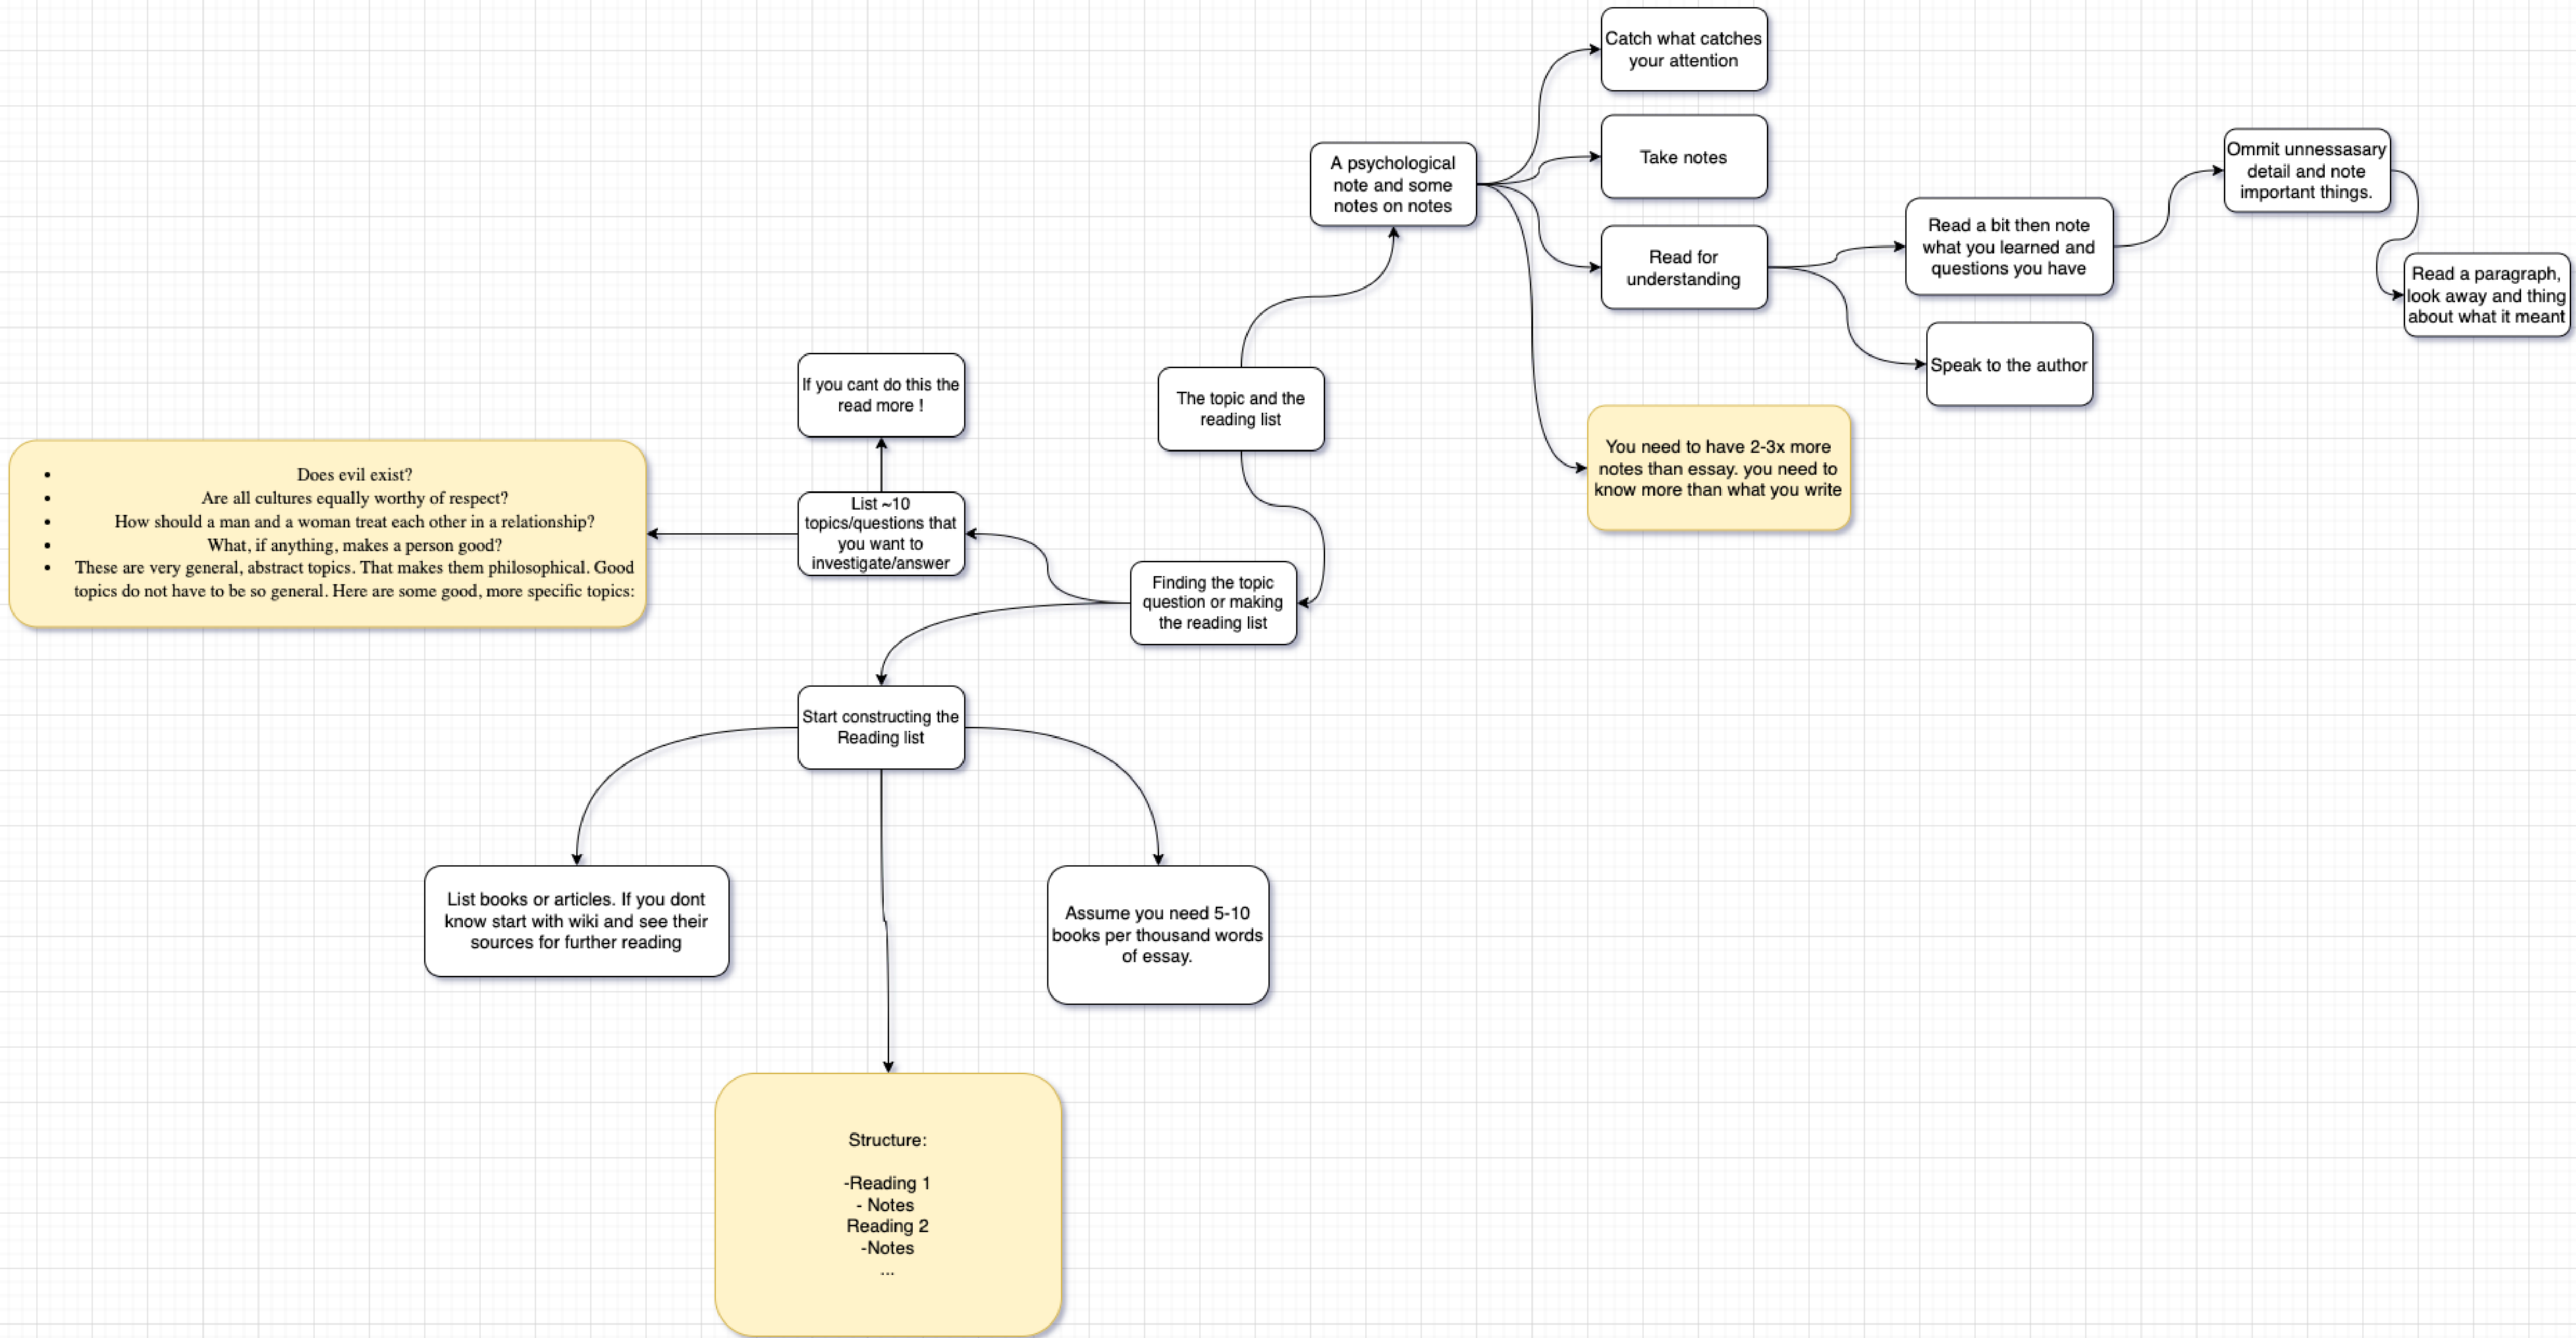 Catch what catches
your attention
Take notes
A psychological
note and some
notes on notes
Read for
understanding
Read a bit then note
what you learned and
questions you have
Ommit unnessasary
detail and note
important things.
Read a paragraph,
look away and thing
about what it meant
Speak to the author
You need to have 2-3x more
notes than essay. you need to
know more than what you write
The topic and the
reading list
If you cant do this the
read more !
List ~10
topics/questions that
you want to
investigate/answer
• Does evil exist?
• Are all cultures equally worthy of respect?
• How should a man and a woman treat each other in a relationship?
• What, if anything, makes a person good?
• These are very general, abstract topics. That makes them philosophical. Good
topics do not have to be so general. Here are some good, more specific topics:
Finding the topic
question or making
the reading list
Start constructing the
Reading list
List books or articles. If you dont
know start with wiki and see their
sources for further reading
Assume you need 5-10
books per thousand words
of essay.
Structure:
-Reading 1
- Notes
Reading 2
-Notes
...